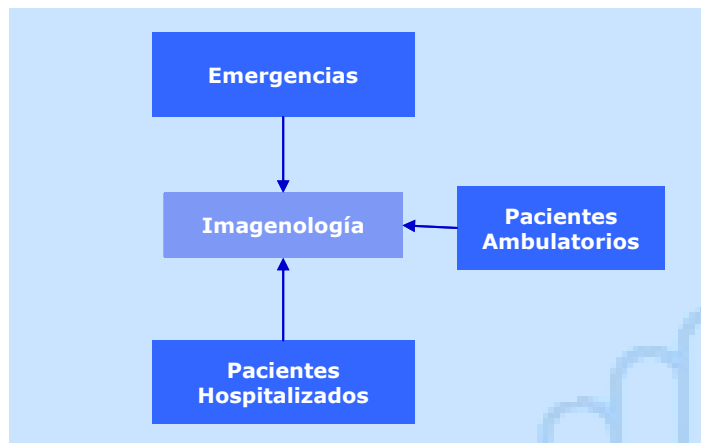 Emergencias
Imagenología
Pacientes
Ambulatorios
Pacientes
Hospitalizados